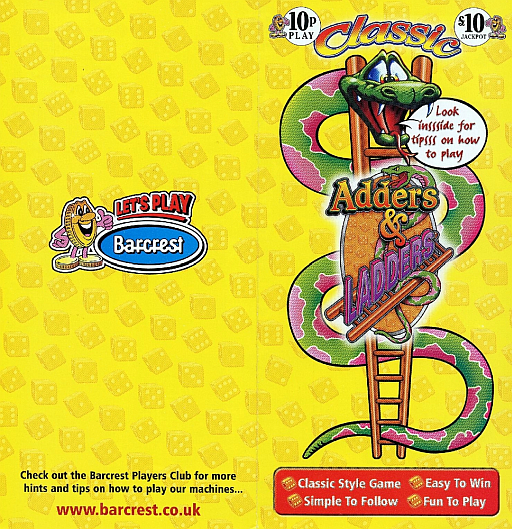 LET'S PLAY
Barcrest
Check out the Barcrest Players Club for more
hints and tips on how to play our machines...
www.barcrest.co.uk
10P
PLAY
Classic
£10
JACKPOT
Look
inssside for
tipsss on how
to play
Adders
&
LADDERS
Classic Style Game
Easy To Win
Simple To Follow
Fun To Play